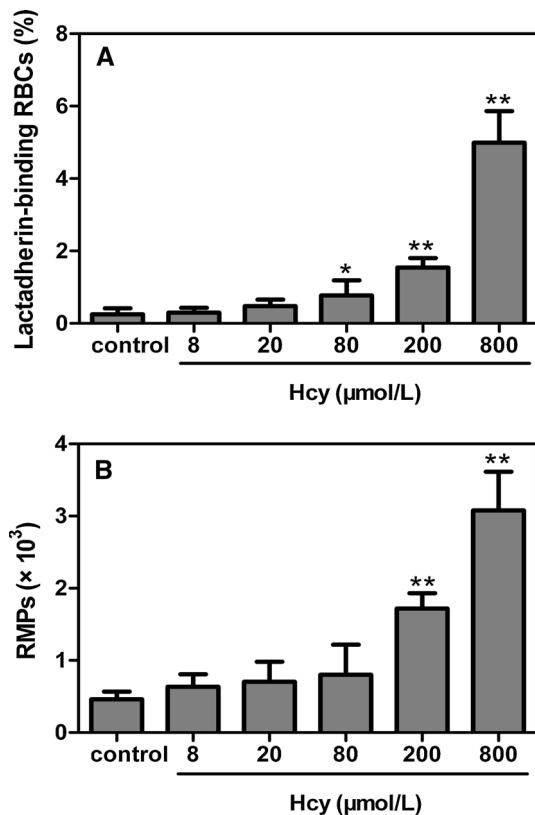 A
Lactadherin-binding RBCs (%)
8
6
4
2
0
*
**
**
control 8 20 80 200 800
Hcy (µmol/L)
B
RMPs (× 10³)
4
3
2
1
0
**
**
control 8 20 80 200 800
Hcy (µmol/L)